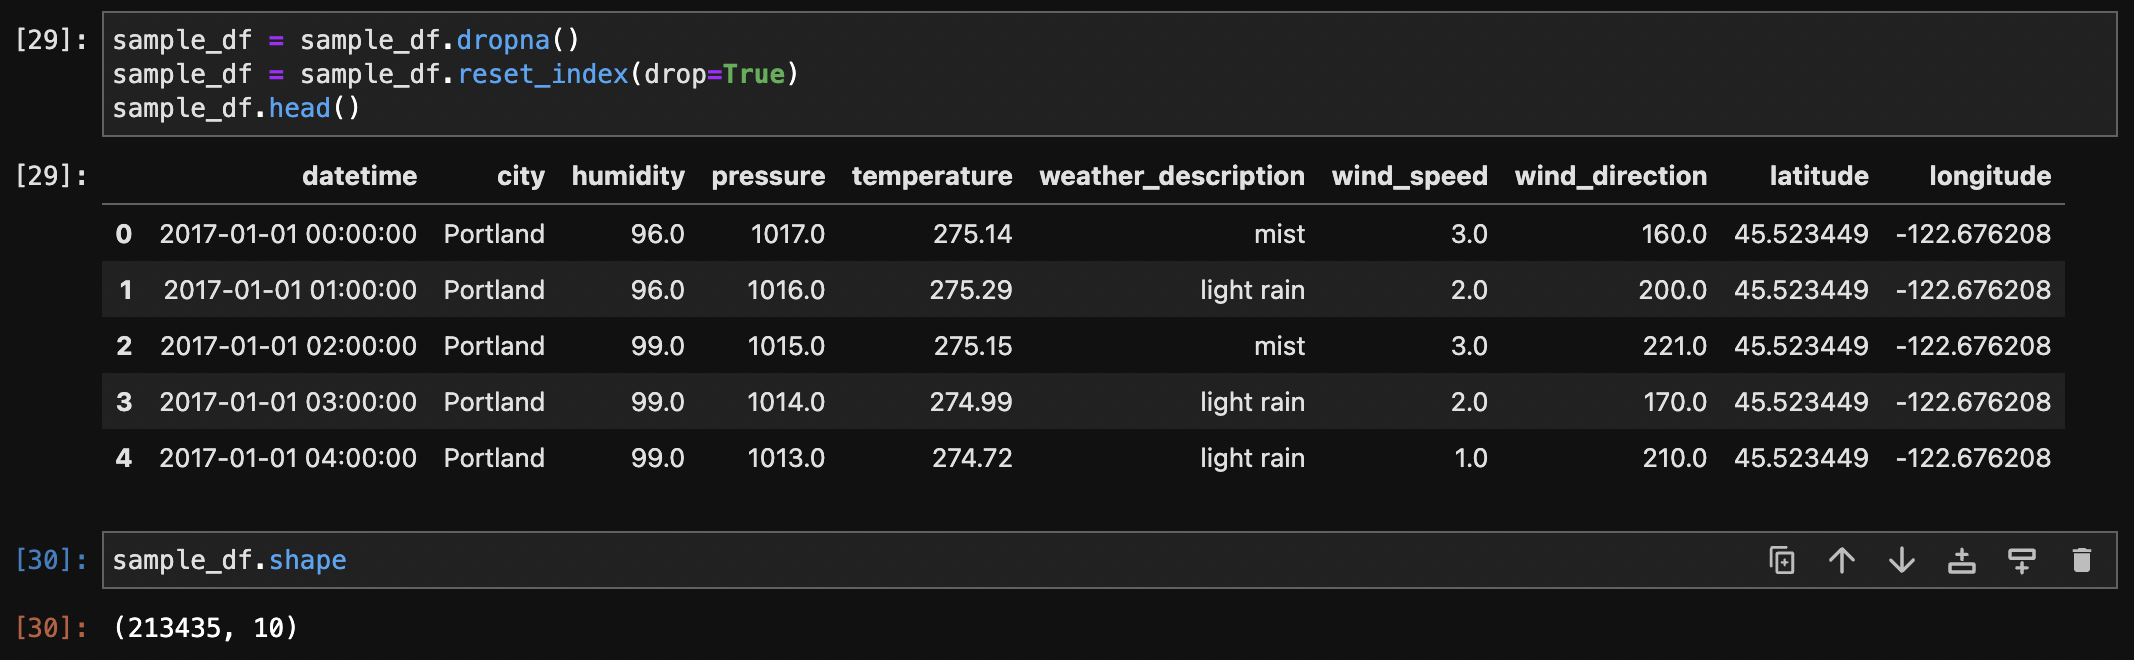 [29]: sample_df = sample_df.dropna()
sample_df = sample_df.reset_index(drop=True)
sample_df.head()
[29]: datetime city humidity pressure temperature weather_description wind_speed wind_direction latitude longitude
0 2017-01-01 00:00:00 Portland 96.0 1017.0 275.14 mist 3.0 160.0 45.523449 -122.676208
1 2017-01-01 01:00:00 Portland 96.0 1016.0 275.29 light rain 2.0 200.0 45.523449 -122.676208
2 2017-01-01 02:00:00 Portland 99.0 1015.0 275.15 mist 3.0 221.0 45.523449 -122.676208
3 2017-01-01 03:00:00 Portland 99.0 1014.0 274.99 light rain 2.0 170.0 45.523449 -122.676208
4 2017-01-01 04:00:00 Portland 99.0 1013.0 274.72 light rain 1.0 210.0 45.523449 -122.676208
[30]: sample_df.shape
[30]: (213435, 10)